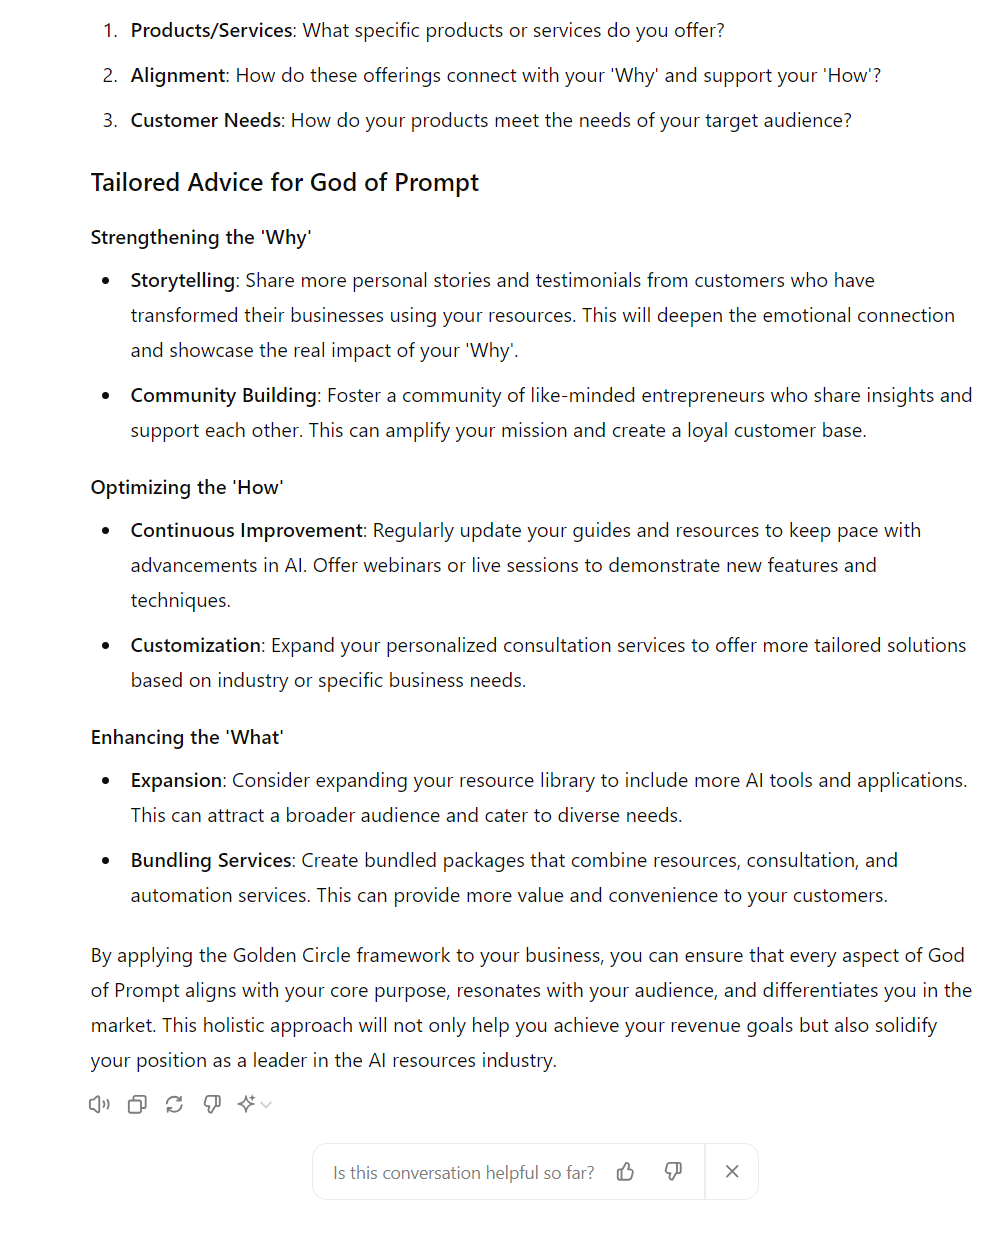 1. Products/Services: What specific products or services do you offer?
2. Alignment: How do these offerings connect with your 'Why' and support your 'How'?
3. Customer Needs: How do your products meet the needs of your target audience?
Tailored Advice for God of Prompt
Strengthening the 'Why'
• Storytelling: Share more personal stories and testimonials from customers who have
transformed their businesses using your resources. This will deepen the emotional connection
and showcase the real impact of your 'Why'.
• Community Building: Foster a community of like-minded entrepreneurs who share insights and
support each other. This can amplify your mission and create a loyal customer base.
Optimizing the 'How'
• Continuous Improvement: Regularly update your guides and resources to keep pace with
advancements in AI. Offer webinars or live sessions to demonstrate new features and
techniques.
• Customization: Expand your personalized consultation services to offer more tailored solutions
based on industry or specific business needs.
Enhancing the 'What'
• Expansion: Consider expanding your resource library to include more AI tools and applications.
This can attract a broader audience and cater to diverse needs.
• Bundling Services: Create bundled packages that combine resources, consultation, and
automation services. This can provide more value and convenience to your customers.
By applying the Golden Circle framework to your business, you can ensure that every aspect of God
of Prompt aligns with your core purpose, resonates with your audience, and differentiates you in the
market. This holistic approach will not only help you achieve your revenue goals but also solidify
your position as a leader in the AI resources industry.
Is this conversation helpful so far?